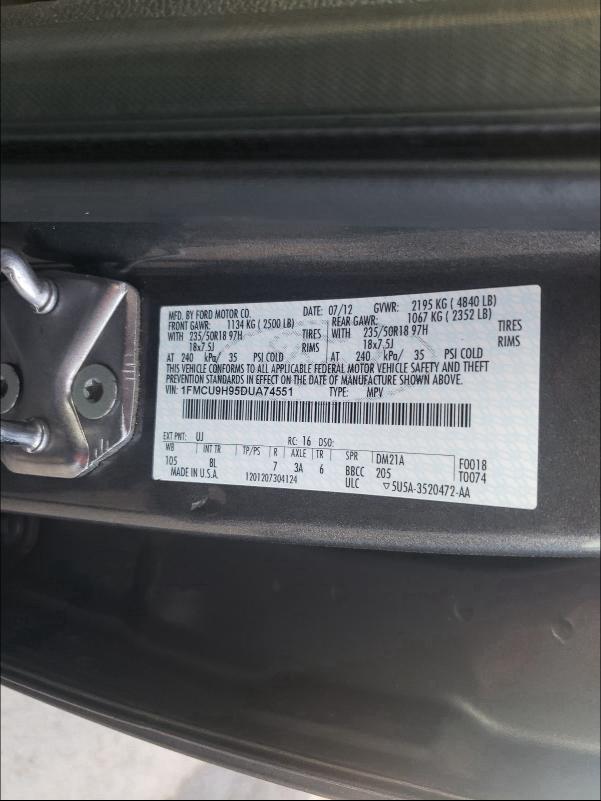 MFD. BY FORD MOTOR CO. DATE: 07/12 GVWR: 2195 KG ( 4840 LB)
FRONT GAWR: 1134 KG ( 2500 LB) REAR GAWR: 1067 KG ( 2352 LB)
WITH 235/50R18 97H TIRES WITH 235/50R18 97H TIRES
18x7.5J RIMS 18x7.5J RIMS
AT 240 kPa/ 35 PSI COLD AT 240 kPa/ 35 PSI COLD
THIS VEHICLE CONFORMS TO ALL APPLICABLE FEDERAL MOTOR VEHICLE SAFETY AND THEFT PREVENTION STANDARDS IN
EFFECT ON THE DATE OF MANUFACTURE SHOWN ABOVE.
VIN: 1FMCU9H95DUA74551 TYPE: MPV
EXT PNT: UJ RC: 16 DSO:
WB INT TR TP/PS R AXLE TR SPR DM21A F0018
105 BL 7 3A 6 BBCC 205 T0074
MADE IN U.S.A. 1201207304124 ULC ▽5U5A-3520472-AA